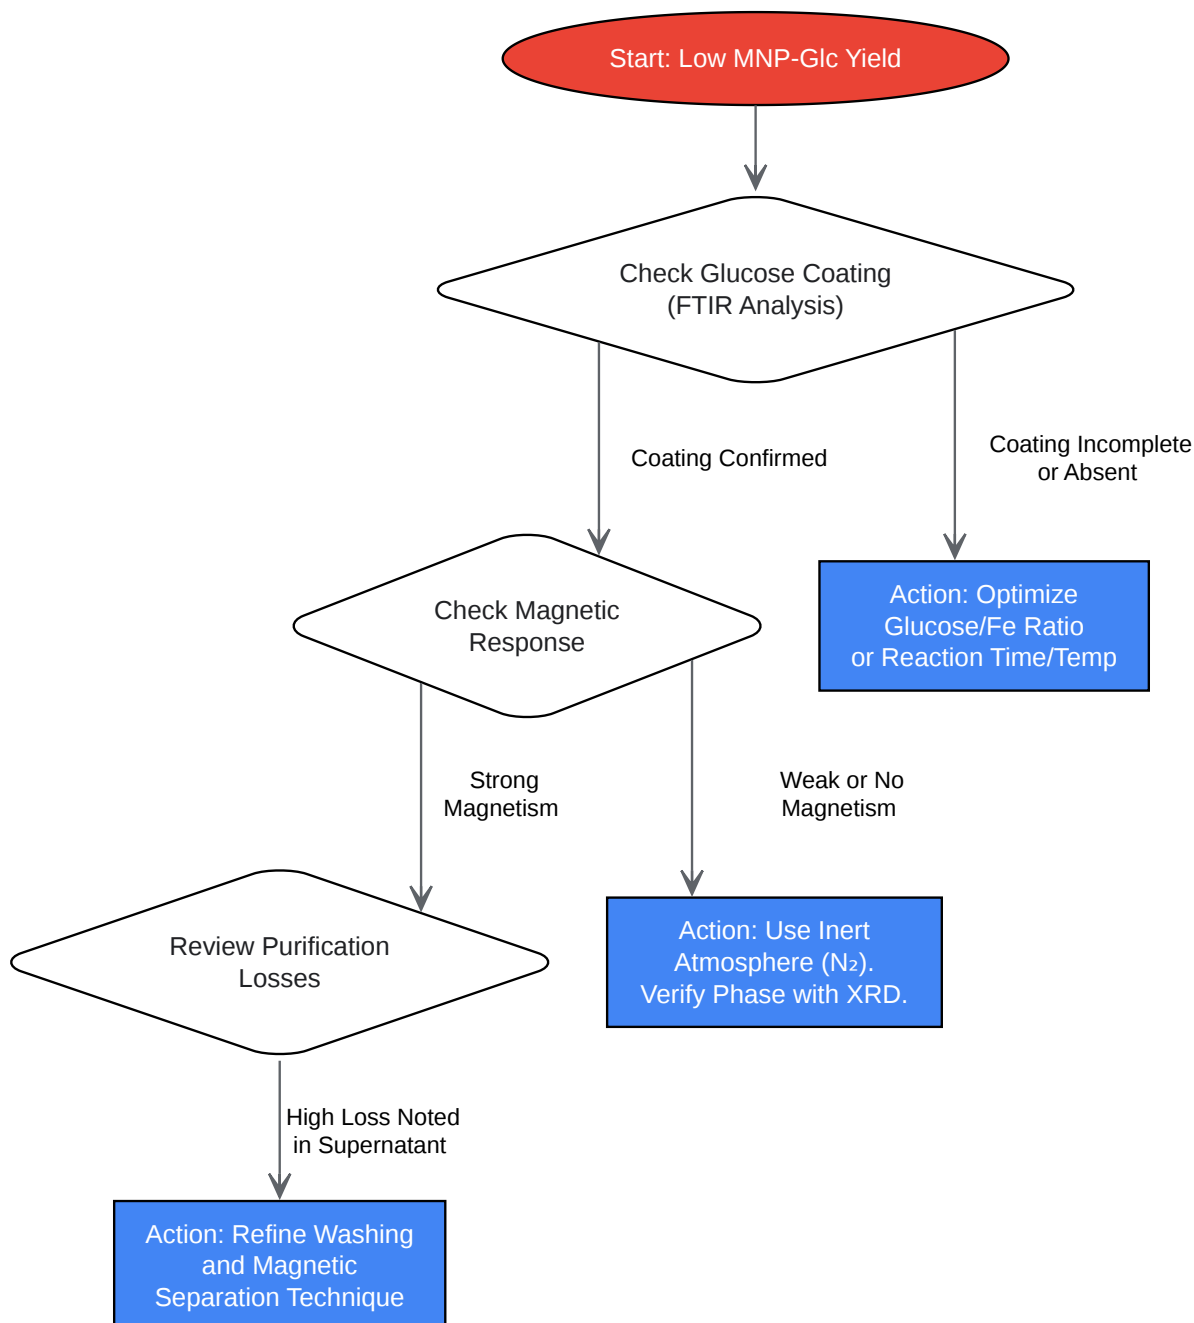 Start: Low MNP-Glc Yield
Check Glucose Coating
(FTIR Analysis)
Coating Confirmed
Coating Incomplete
or Absent
Check Magnetic
Response
Action: Optimize
Glucose/Fe Ratio
or Reaction Time/Temp
Strong
Magnetism
Weak or No
Magnetism
Review Purification
Losses
Action: Use Inert
Atmosphere (N₂).
Verify Phase with XRD.
High Loss Noted
in Supernatant
Action: Refine Washing
and Magnetic
Separation Technique